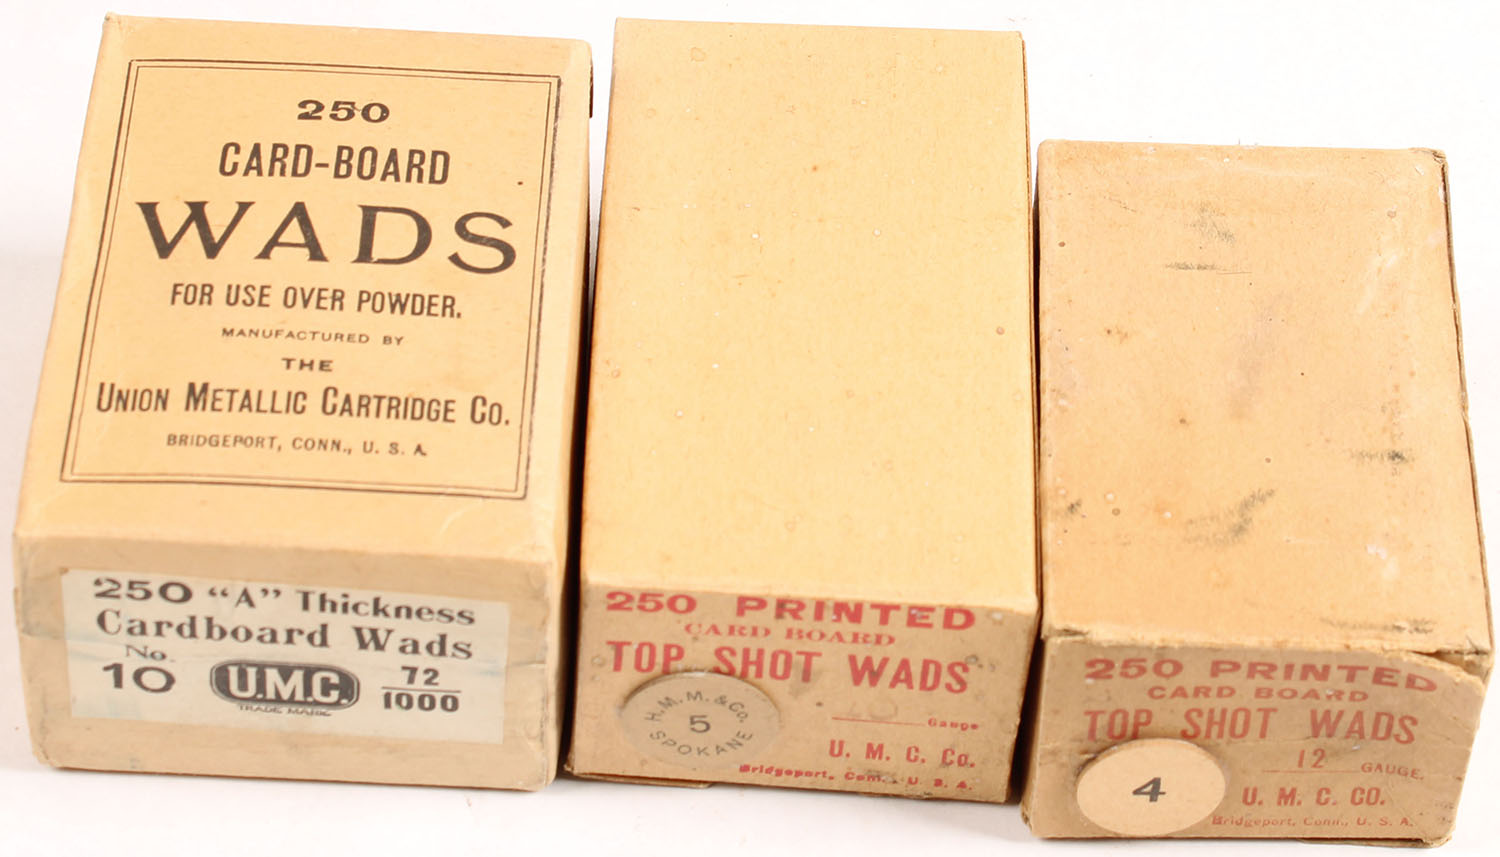 250
CARD-BOARD
WADS
FOR USE OVER POWDER.
MANUFACTURED BY
THE
UNION METALLIC CARTRIDGE CO.
BRIDGEPORT, CONN., U. S. A.
250 "A" Thickness
Cardboard Wads
No.
10
U.M.C.
TRADE MARK
72
1000
250 PRINTED
CARD BOARD
TOP SHOT WADS
H. M. M. & Co.
5
SPOKANE
Gauge
U. M. C. Co.
Bridgeport, Conn., U. S. A.
250 PRINTED
CARD BOARD
TOP SHOT WADS
4
12 GAUGE.
U. M. C. CO.
Bridgeport, Conn., U. S. A.